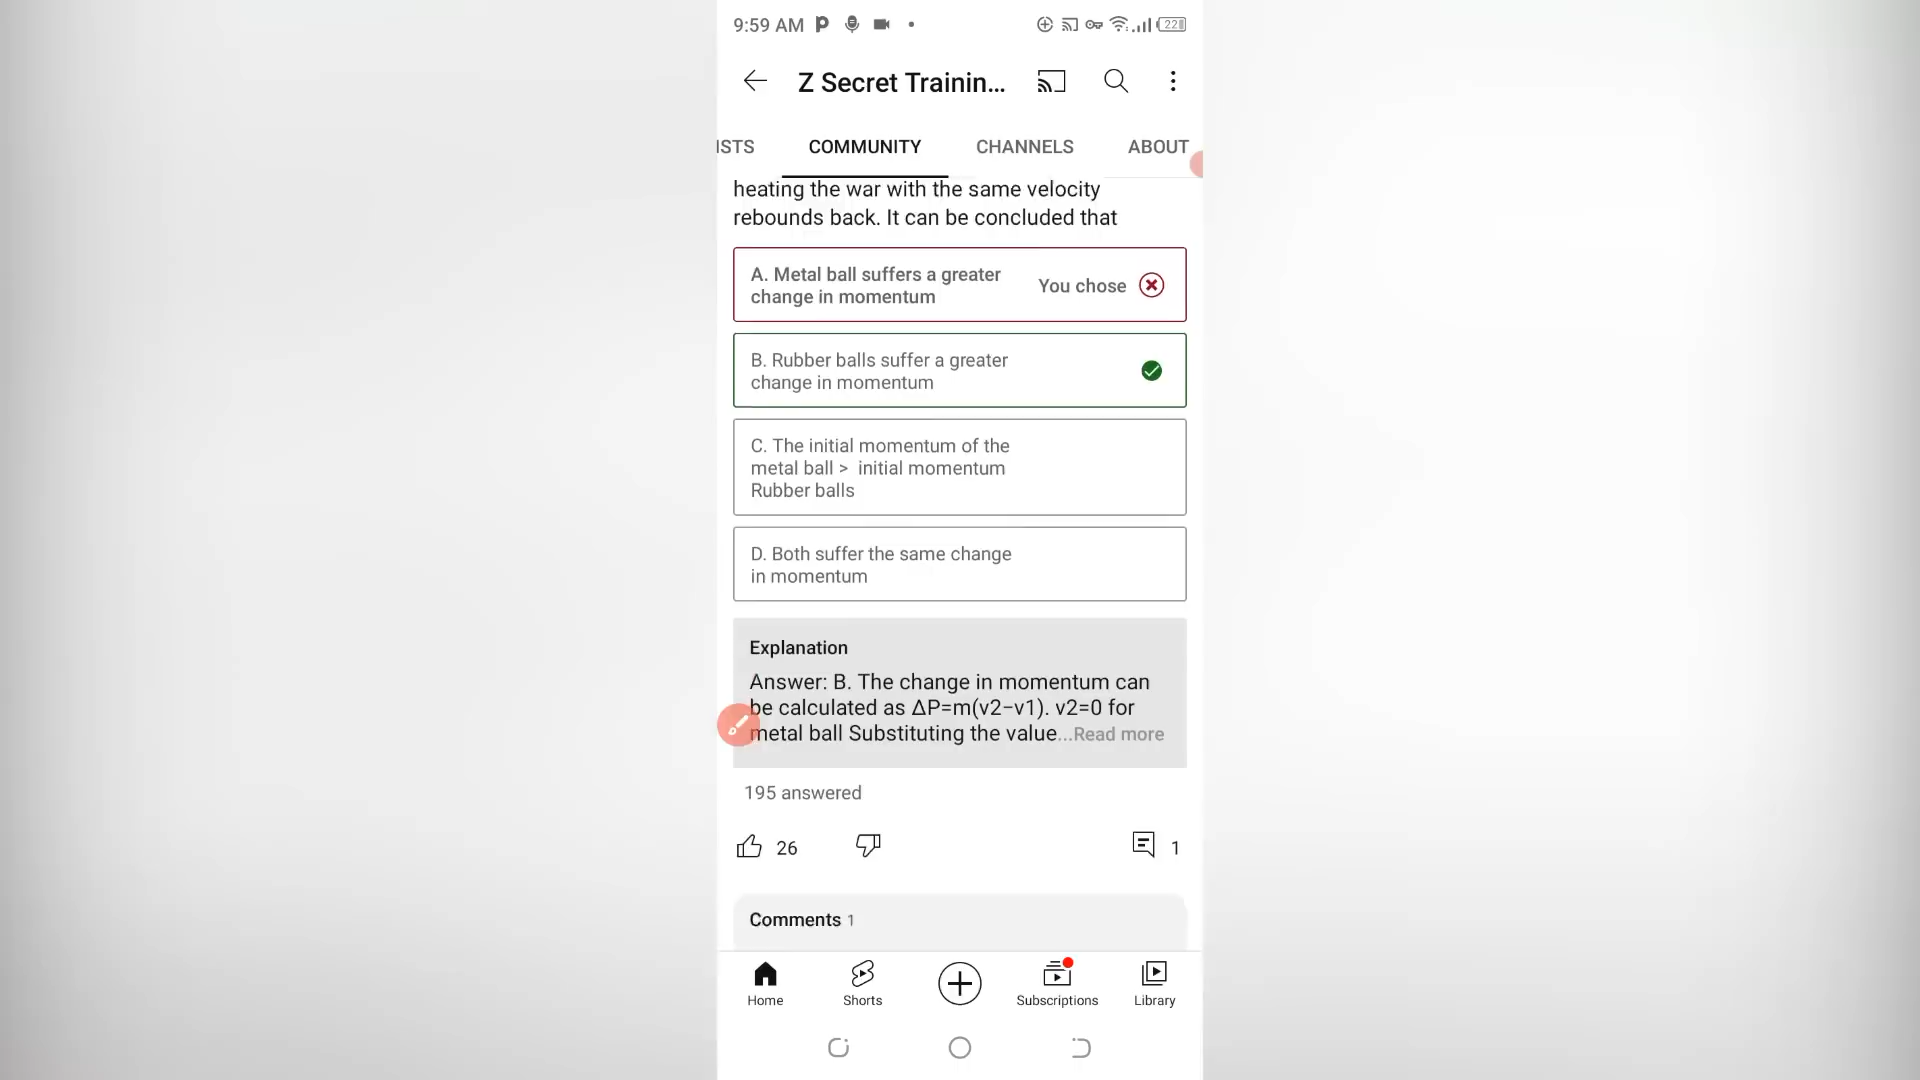 9:59 AM
22
Z Secret Trainin...
ISTS
COMMUNITY
CHANNELS
ABOUT
heating the war with the same velocity
rebounds back. It can be concluded that
A. Metal ball suffers a greater
change in momentum
You chose
B. Rubber balls suffer a greater
change in momentum
C. The initial momentum of the
metal ball > initial momentum
Rubber balls
D. Both suffer the same change
in momentum
Explanation
Answer: B. The change in momentum can
be calculated as ΔP=m(v2−v1). v2=0 for
metal ball Substituting the value...Read more
195 answered
26
1
Comments 1
Home
Shorts
Subscriptions
Library